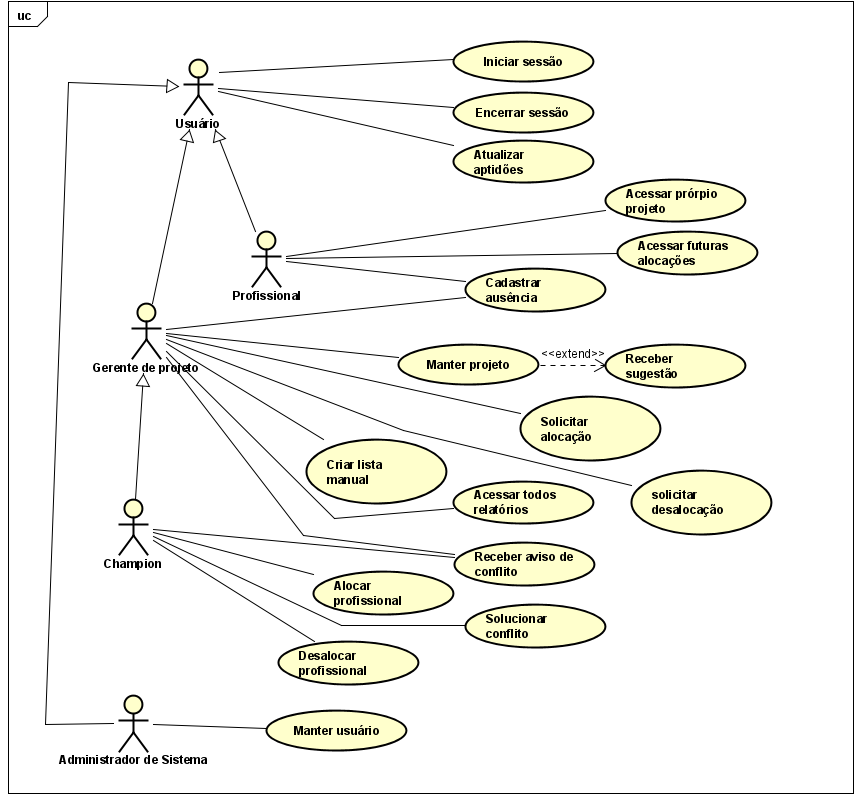 uc
Iniciar sessão
Usuário
Encerrar sessão
Atualizar
aptidões
Acessar prórpio
projeto
Acessar futuras
alocações
Profissional
Cadastrar
ausência
Gerente de projeto
Manter projeto
<<extend>>
Receber
sugestão
Solicitar
alocação
Criar lista
manual
Acessar todos
relatórios
solicitar
desalocação
Champion
Receber aviso de
conflito
Alocar
profissional
Solucionar
conflito
Desalocar
profissional
Manter usuário
Administrador de Sistema